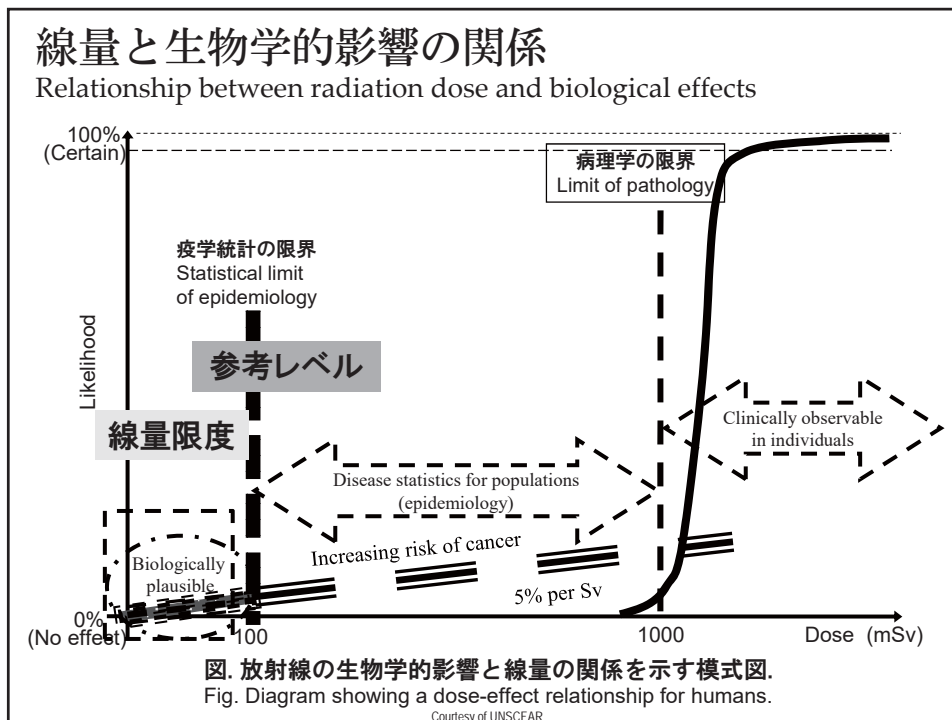 線量と生物学的影響の関係
Relationship between radiation dose and biological effects
100%
(Certain)
病理学の限界
Limit of pathology
疫学統計の限界
Statistical limit
of epidemiology
Likelihood
参考レベル
線量限度
Clinically observable
in individuals
Disease statistics for populations
(epidemiology)
Increasing risk of cancer
Biologically
plausible
5% per Sv
0%
(No effest)
100
1000
Dose (mSv)
図. 放射線の生物学的影響と線量の関係を示す模式図.
Fig. Diagram showing a dose-effect relationship for humans.
Courtesy of UNSCEAR